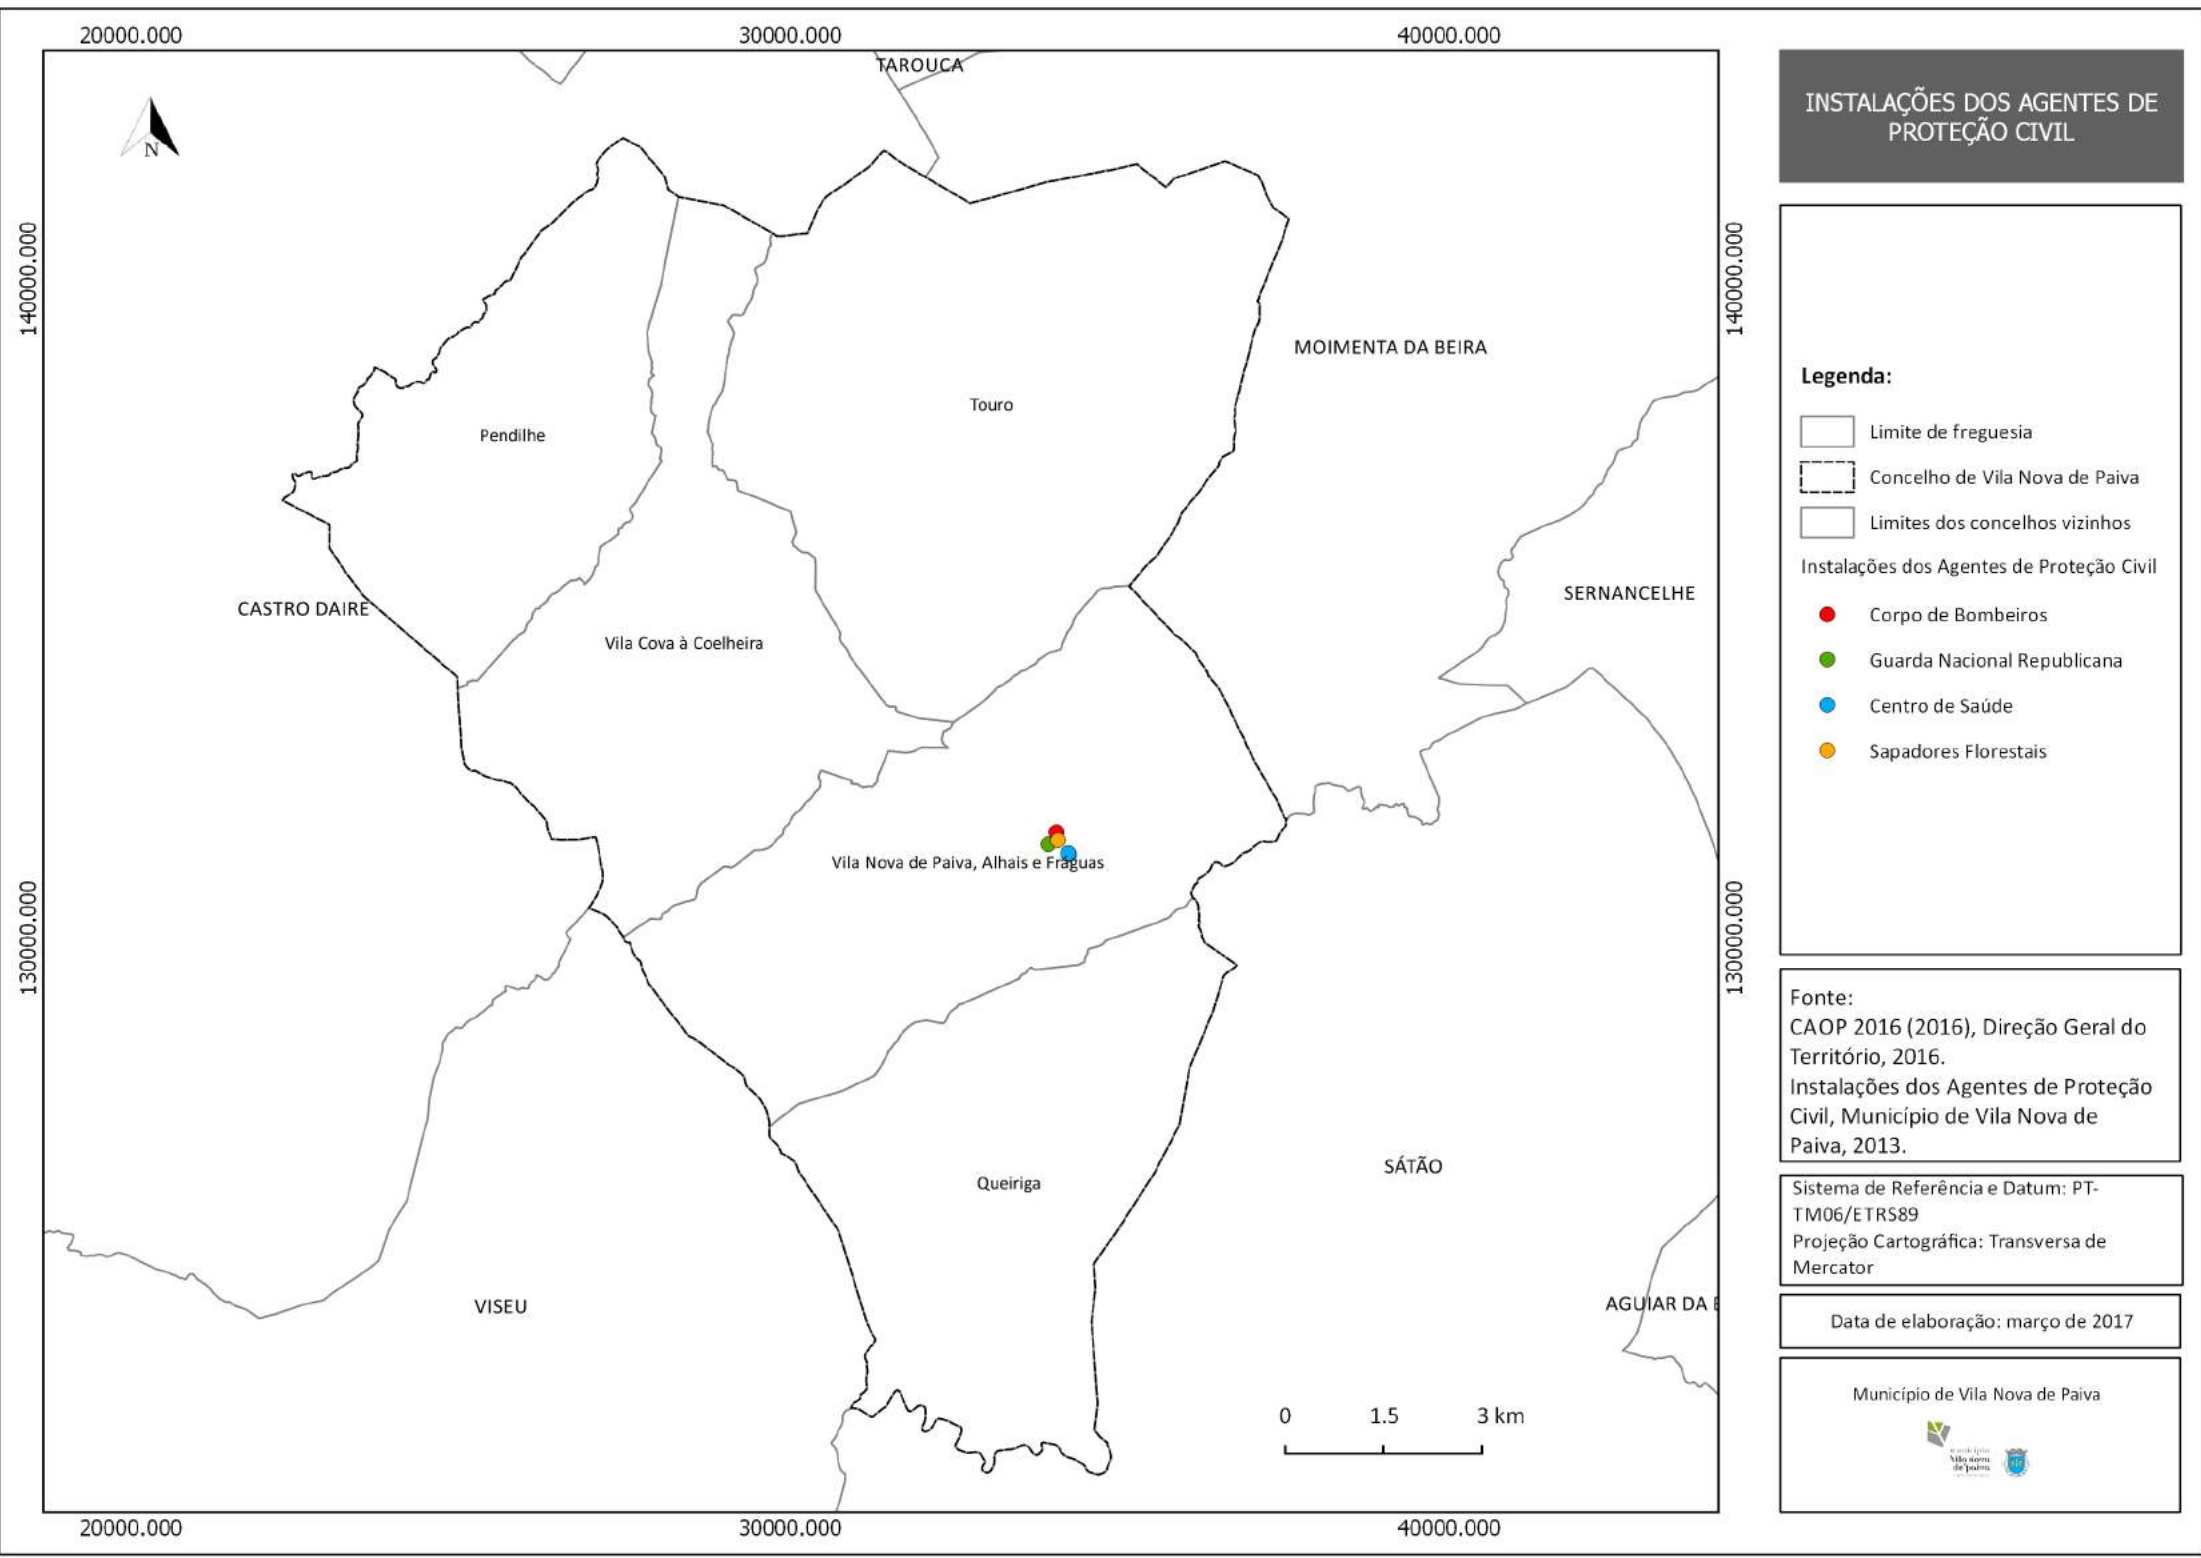 20000.000
30000.000
40000.000
TAROUCA
N
140000.000
140000.000
MOIMENTA DA BEIRA
Touro
Pendilhe
SERNANCELHE
CASTRO DAIRE
Vila Cova à Coelheira
Vila Nova de Paiva, Alhais e Fráguas
130000.000
130000.000
SÁTÃO
Queiriga
VISEU
AGUIAR DA B
0
1.5
3 km
20000.000
30000.000
40000.000
INSTALAÇÕES DOS AGENTES DE
PROTEÇÃO CIVIL
Legenda:
Limite de freguesia
Concelho de Vila Nova de Paiva
Limites dos concelhos vizinhos
Instalações dos Agentes de Proteção Civil
Corpo de Bombeiros
Guarda Nacional Republicana
Centro de Saúde
Sapadores Florestais
Fonte:
CAOP 2016 (2016), Direção Geral do
Território, 2016.
Instalações dos Agentes de Proteção
Civil, Município de Vila Nova de
Paiva, 2013.
Sistema de Referência e Datum: PT-
TM06/ETRS89
Projeção Cartográfica: Transversa de
Mercator
Data de elaboração: março de 2017
Município de Vila Nova de Paiva
município
Vila nova
de paiva